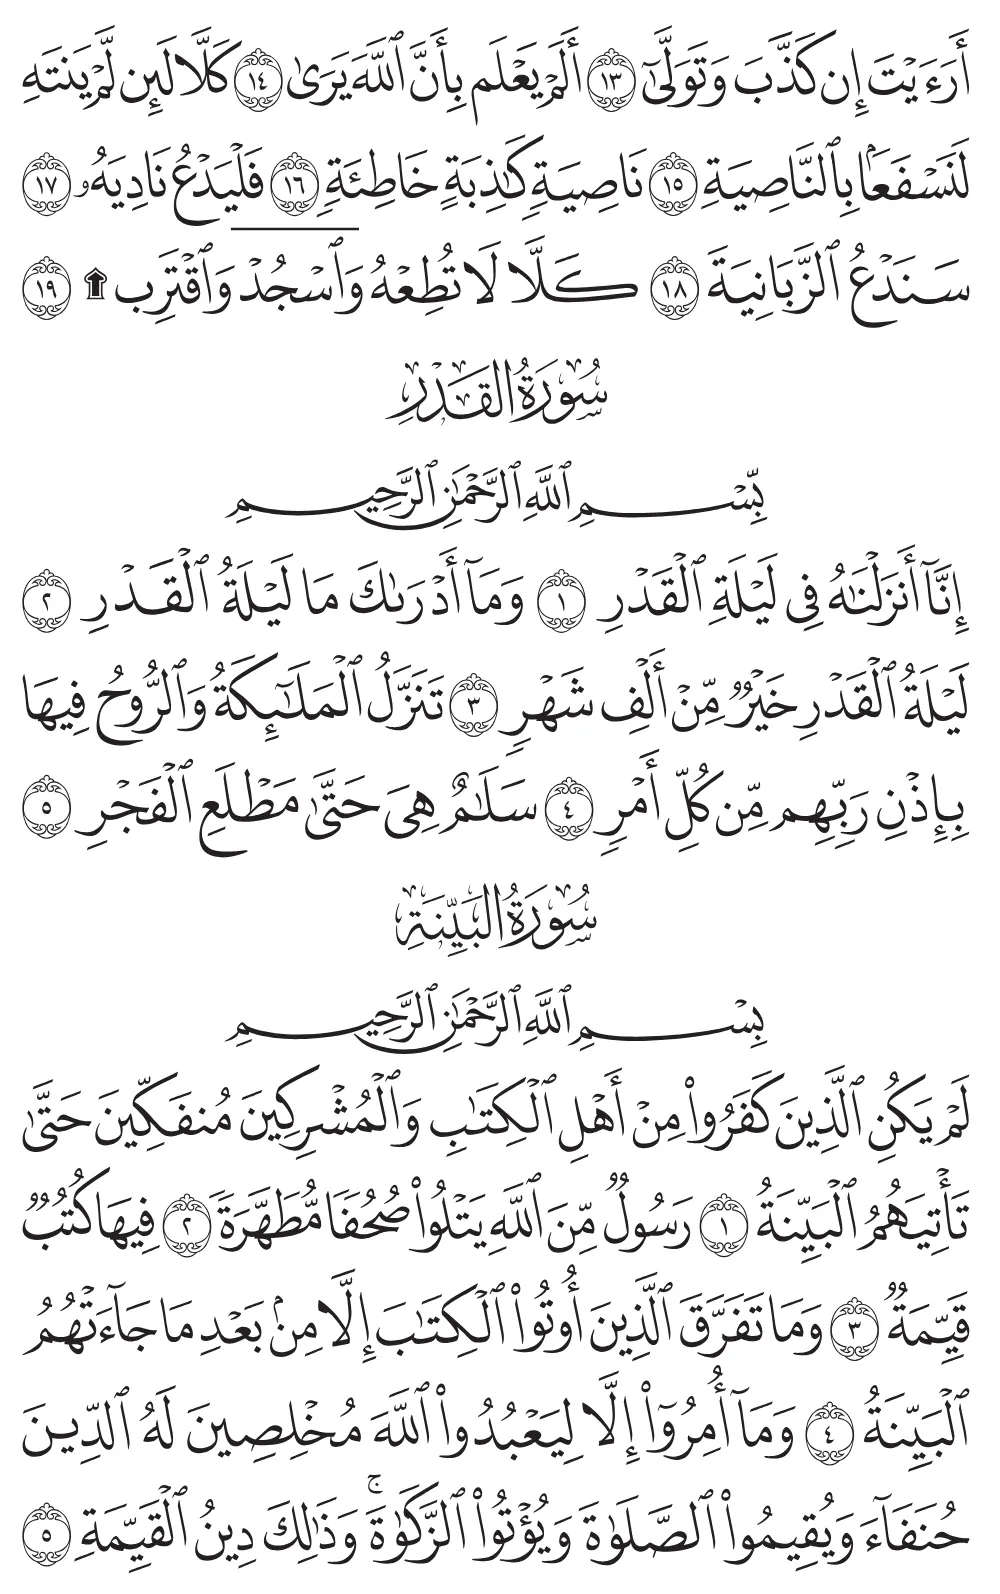 أَرَءَيْتَ إِن كَذَّبَ وَتَوَلَّىٰٓ ١٣ أَلَمْ يَعْلَم بِأَنَّ ٱللَّهَ يَرَىٰ ١٤ كَلَّا لَئِن لَّمْ يَنتَهِ
لَنَسْفَعًۢا بِٱلنَّاصِيَةِ ١٥ نَاصِيَةٍ كَٰذِبَةٍ خَاطِئَةٍ ١٦ فَلْيَدْعُ نَادِيَهُۥ ١٧
سَنَدْعُ ٱلزَّبَانِيَةَ ١٨ كَلَّا لَا تُطِعْهُ وَٱسْجُدْ وَٱقْتَرِب ۩ ١٩
سُورَةُ القَدْرِ
بِّسْمِ ٱللَّهِ ٱلرَّحْمَٰنِ ٱلرَّحِيمِ
إِنَّآ أَنزَلْنَٰهُ فِى لَيْلَةِ ٱلْقَدْرِ ١ وَمَآ أَدْرَىٰكَ مَا لَيْلَةُ ٱلْقَدْرِ ٢
لَيْلَةُ ٱلْقَدْرِ خَيْرٌ مِّنْ أَلْفِ شَهْرٍ ٣ تَنَزَّلُ ٱلْمَلَٰٓئِكَةُ وَٱلرُّوحُ فِيهَا
بِإِذْنِ رَبِّهِم مِّن كُلِّ أَمْرٍ ٤ سَلَٰمٌ هِىَ حَتَّىٰ مَطْلَعِ ٱلْفَجْرِ ٥
سُورَةُ البَيِّنَةِ
بِسْمِ ٱللَّهِ ٱلرَّحْمَٰنِ ٱلرَّحِيمِ
لَمْ يَكُنِ ٱلَّذِينَ كَفَرُوا۟ مِنْ أَهْلِ ٱلْكِتَٰبِ وَٱلْمُشْرِكِينَ مُنفَكِّينَ حَتَّىٰ
تَأْتِيَهُمُ ٱلْبَيِّنَةُ ١ رَسُولٌ مِّنَ ٱللَّهِ يَتْلُوا۟ صُحُفًا مُّطَهَّرَةً ٢ فِيهَا كُتُبٌ
قَيِّمَةٌ ٣ وَمَا تَفَرَّقَ ٱلَّذِينَ أُوتُوا۟ ٱلْكِتَٰبَ إِلَّا مِنۢ بَعْدِ مَا جَآءَتْهُمُ
ٱلْبَيِّنَةُ ٤ وَمَآ أُمِرُوٓا۟ إِلَّا لِيَعْبُدُوا۟ ٱللَّهَ مُخْلِصِينَ لَهُ ٱلدِّينَ
حُنَفَآءَ وَيُقِيمُوا۟ ٱلصَّلَوٰةَ وَيُؤْتُوا۟ ٱلزَّكَوٰةَ ۚ وَذَٰلِكَ دِينُ ٱلْقَيِّمَةِ ٥